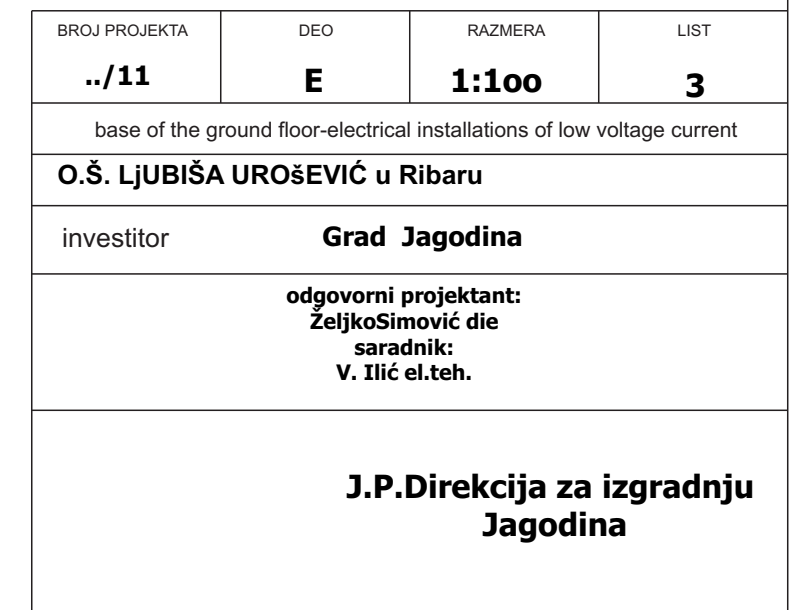 BROJ PROJEKTA DEO RAZMERA LIST
../11 E 1:1oo 3
base of the ground floor-electrical installations of low voltage current
O.Š. LjUBIŠA UROšEVIĆ u Ribaru
investitor Grad Jagodina
odgovorni projektant:
ŽeljkoSimović die
saradnik:
V. Ilić el.teh.
J.P.Direkcija za izgradnju
Jagodina